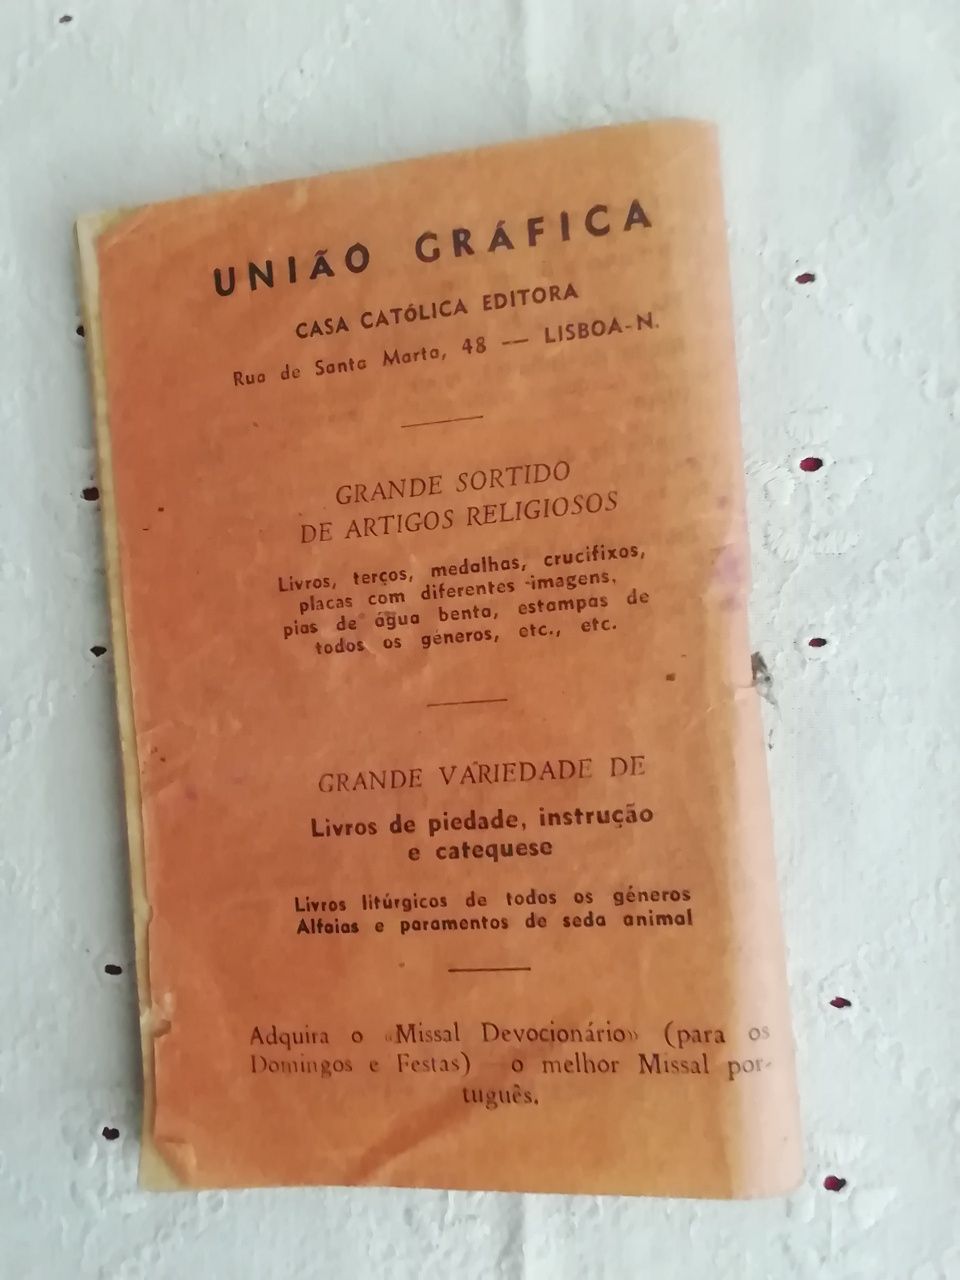 UNIÃO GRÁFICA
CASA CATÓLICA EDITORA
Rua de Santa Marta, 48 — LISBOA-N.
GRANDE SORTIDO
DE ARTIGOS RELIGIOSOS
Livros, terços, medalhas, crucifixos,
placas com diferentes imagens,
pias de água benta, estampas de
todos os géneros, etc., etc.
GRANDE VARIEDADE DE
Livros de piedade, instrução
e catequese
Livros litúrgicos de todos os géneros
Alfaias e paramentos de seda animal
Adquira o «Missal Devocionário» (para os
Domingos e Festas) o melhor Missal por-
tuguês.